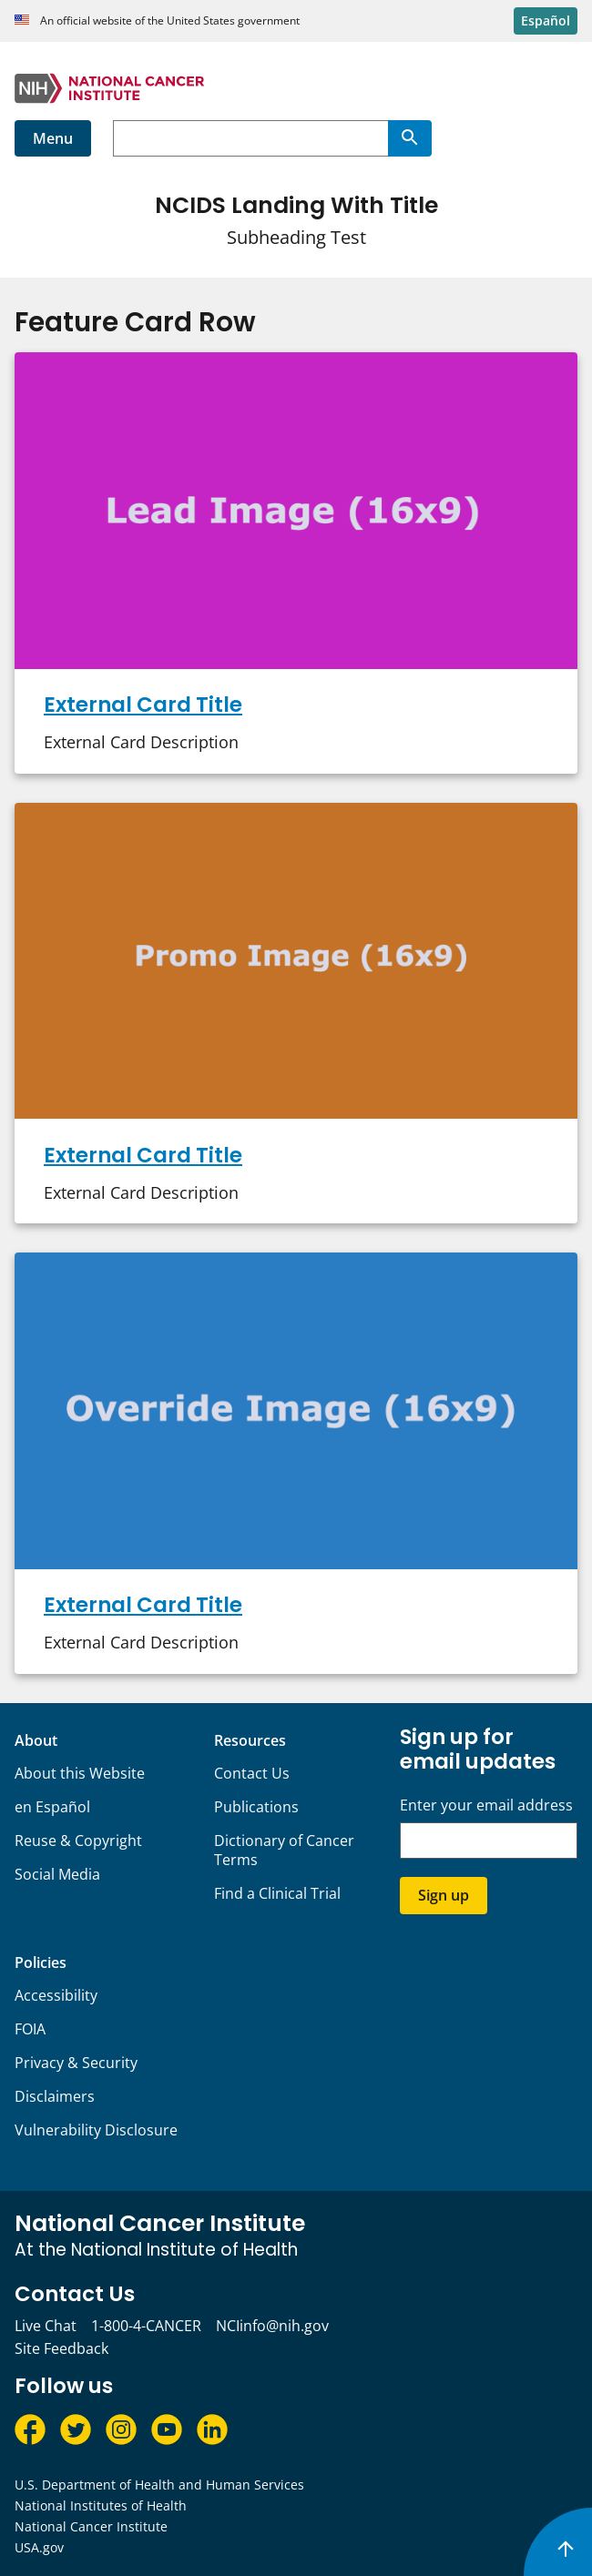 An official website of the United States government
Español
NIH NATIONAL CANCER
INSTITUTE
Menu
NCIDS Landing With Title
Subheading Test
Feature Card Row
Lead Image (16x9)
External Card Title
External Card Description
Promo Image (16x9)
External Card Title
External Card Description
Override Image (16x9)
External Card Title
External Card Description
About
About this Website
en Español
Reuse & Copyright
Social Media
Resources
Contact Us
Publications
Dictionary of Cancer
Terms
Find a Clinical Trial
Sign up for
email updates
Enter your email address
Sign up
Policies
Accessibility
FOIA
Privacy & Security
Disclaimers
Vulnerability Disclosure
National Cancer Institute
At the National Institute of Health
Contact Us
Live Chat 1-800-4-CANCER NCIinfo@nih.gov
Site Feedback
Follow us
U.S. Department of Health and Human Services
National Institutes of Health
National Cancer Institute
USA.gov